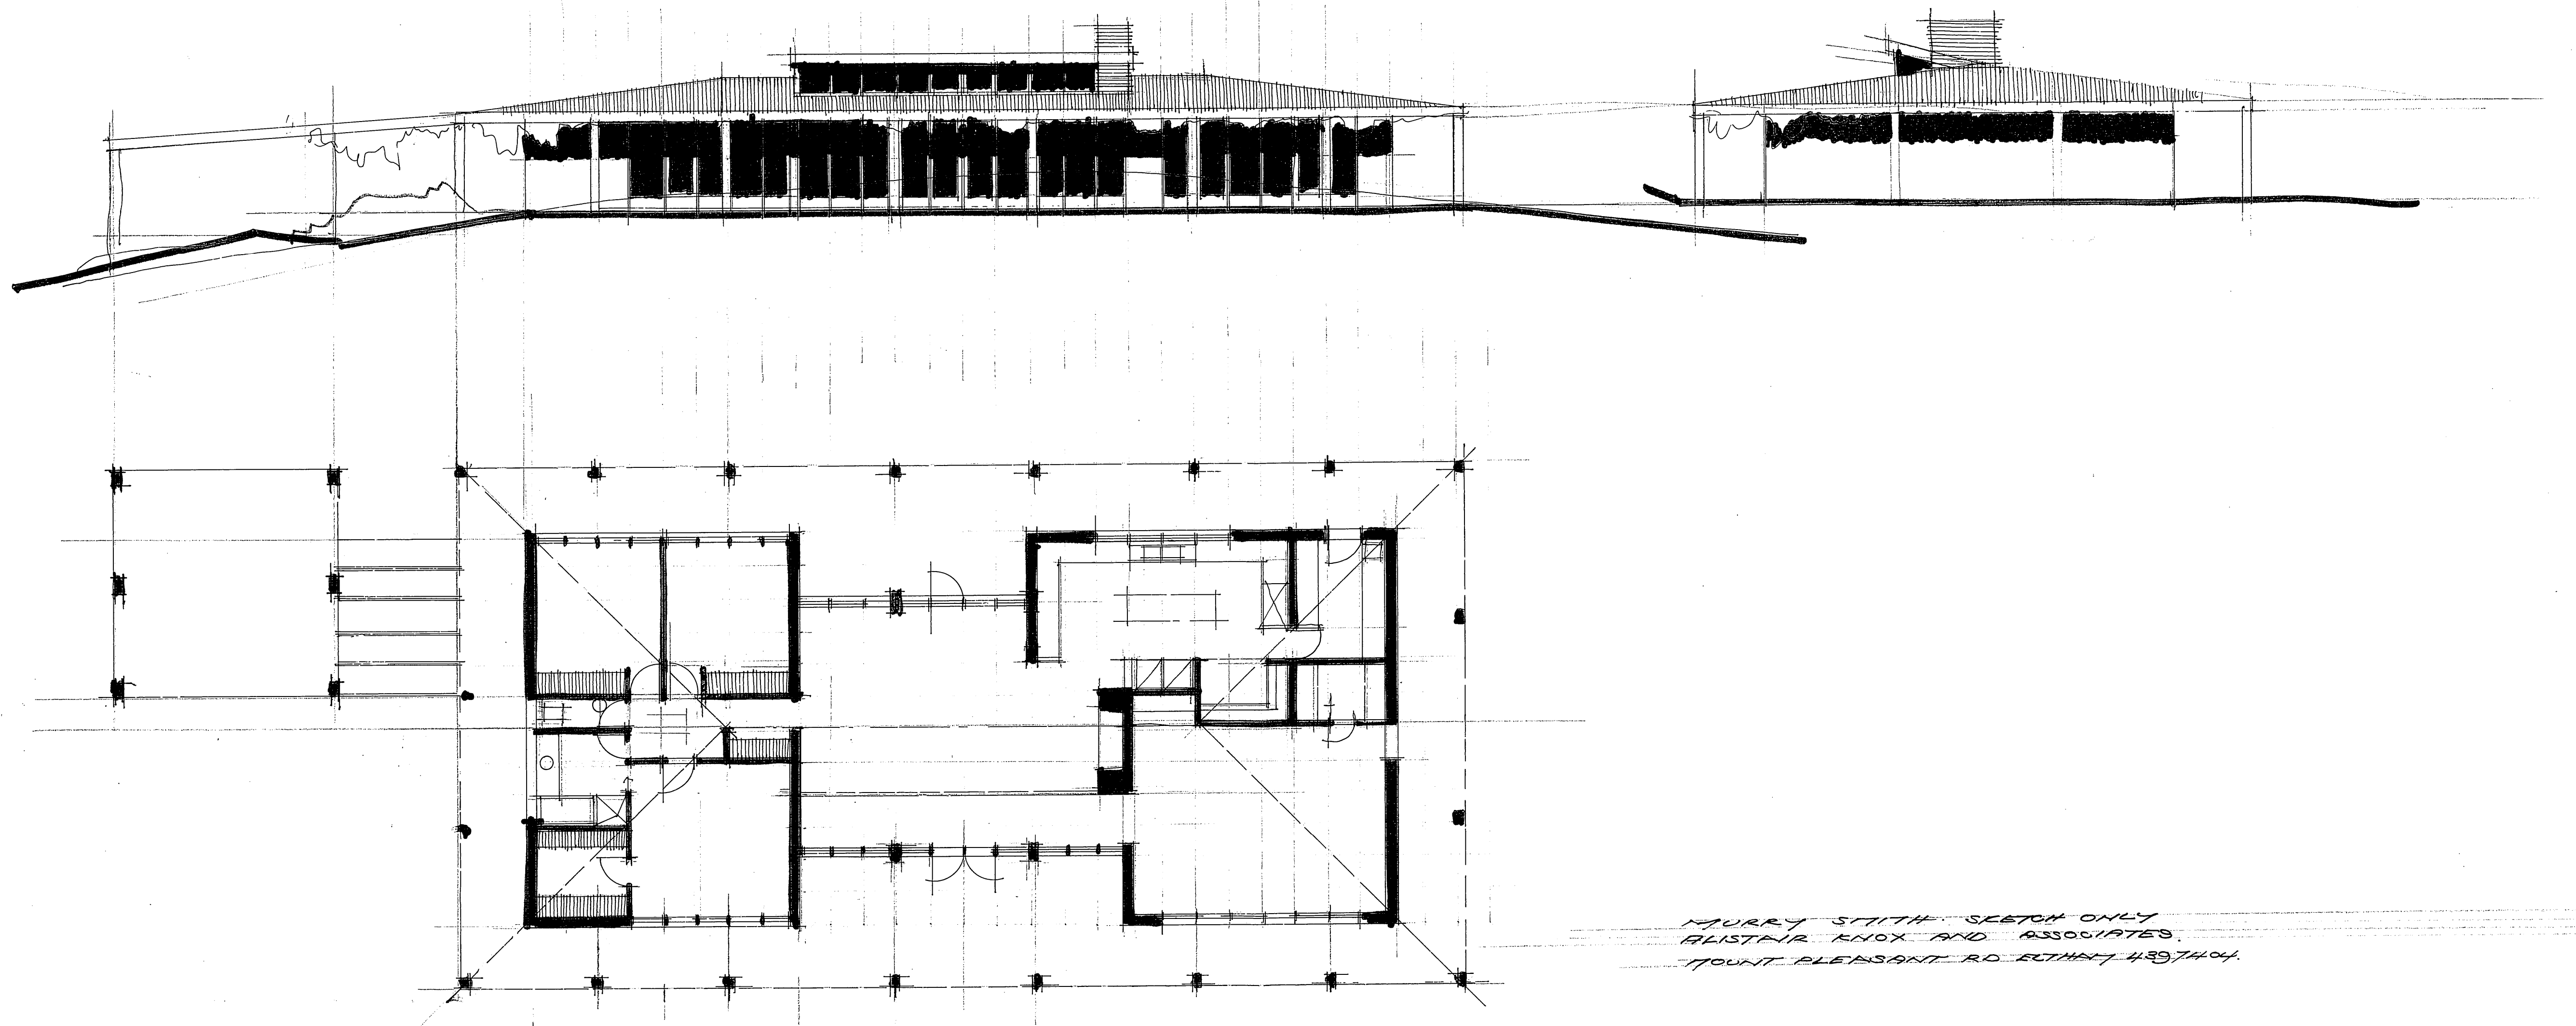 MURRY SMITH. SKETCH ONLY
ALISTAIR KNOX AND ASSOCIATES.
MOUNT PLEASANT RD ELTHAM 4397404.